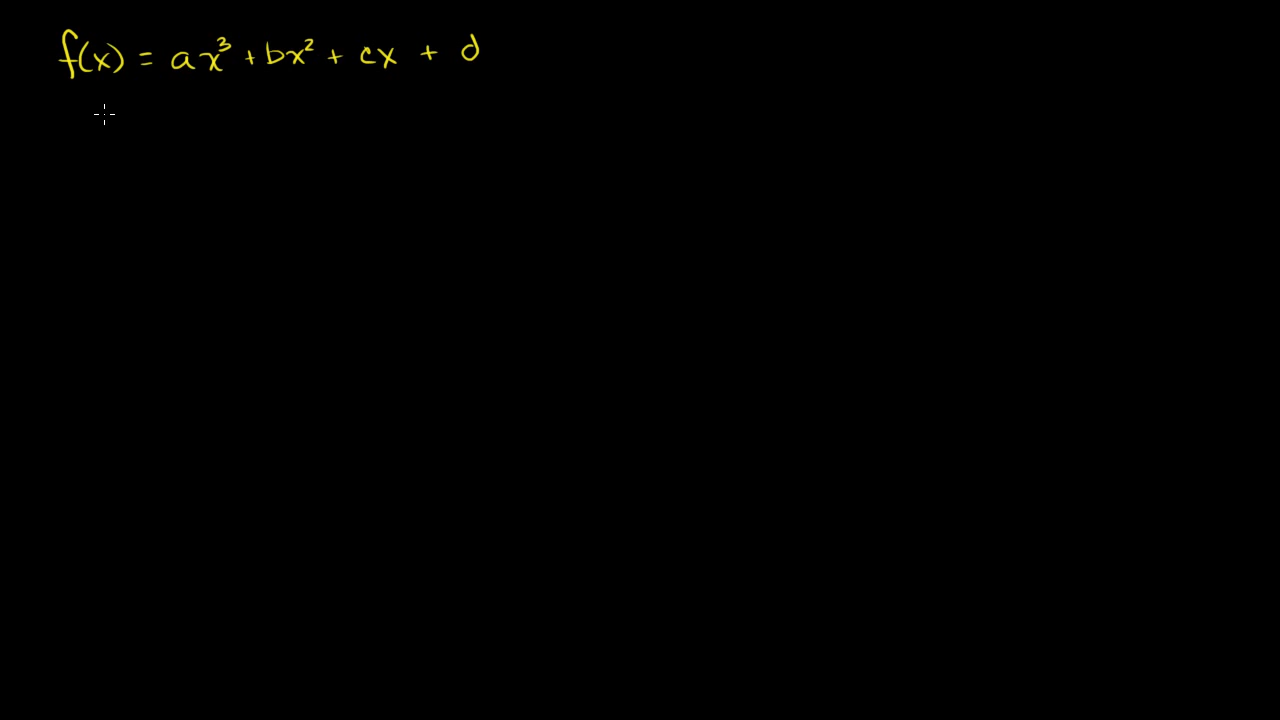 f(x) = ax³ + bx² + cx + d